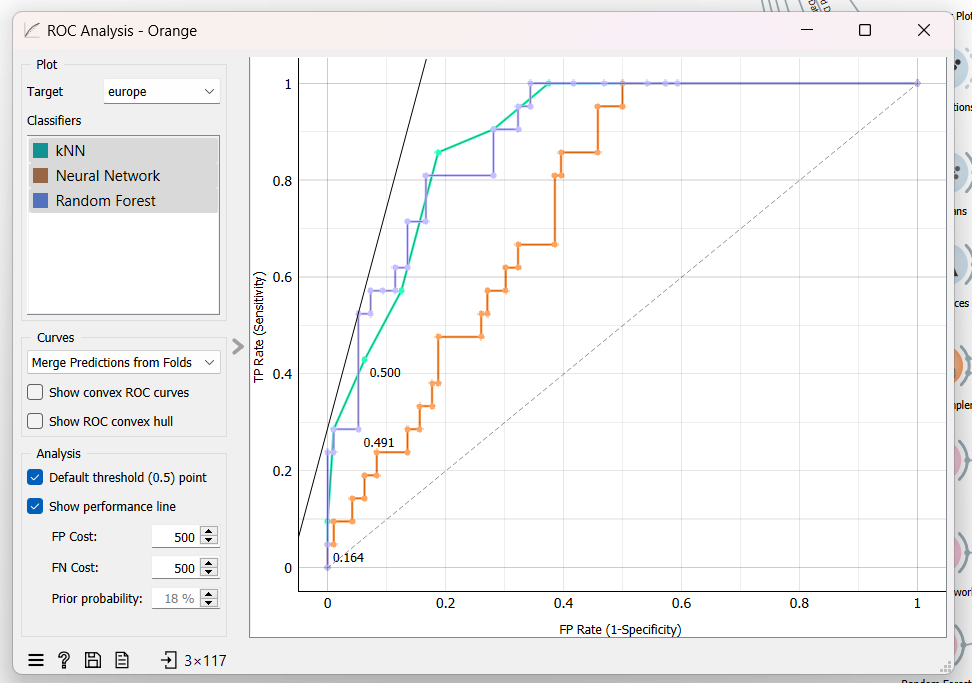 ROC Analysis - Orange
Plot
Target
europe
Classifiers
kNN
Neural Network
Random Forest
Curves
Merge Predictions from Folds
Show convex ROC curves
Show ROC convex hull
Analysis
Default threshold (0.5) point
Show performance line
FP Cost:
500
FN Cost:
500
Prior probability:
18 %
3×117
TP Rate (Sensitivity)
1
0.8
0.6
0.4
0.2
0
0.500
0.491
0.164
0
0.2
0.4
0.6
0.8
1
FP Rate (1-Specificity)
Plot